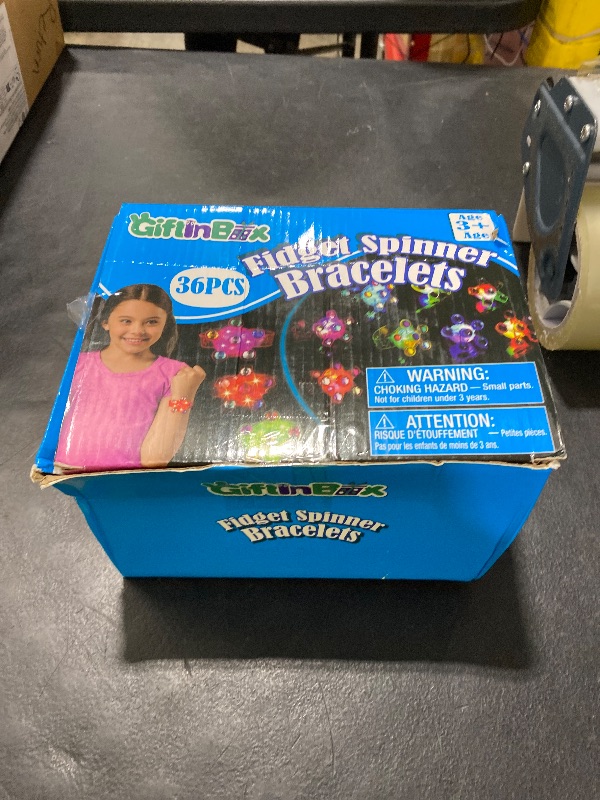 GiftinBox
Age
3+
Age
Fidget Spinner
Bracelets
36PCS
WARNING:
CHOKING HAZARD — Small parts.
Not for children under 3 years.
ATTENTION:
RISQUE D'ÉTOUFFEMENT — Petites pièces.
Pas pour les enfants de moins de 3 ans.
GiftinBox
Fidget Spinner
Bracelets